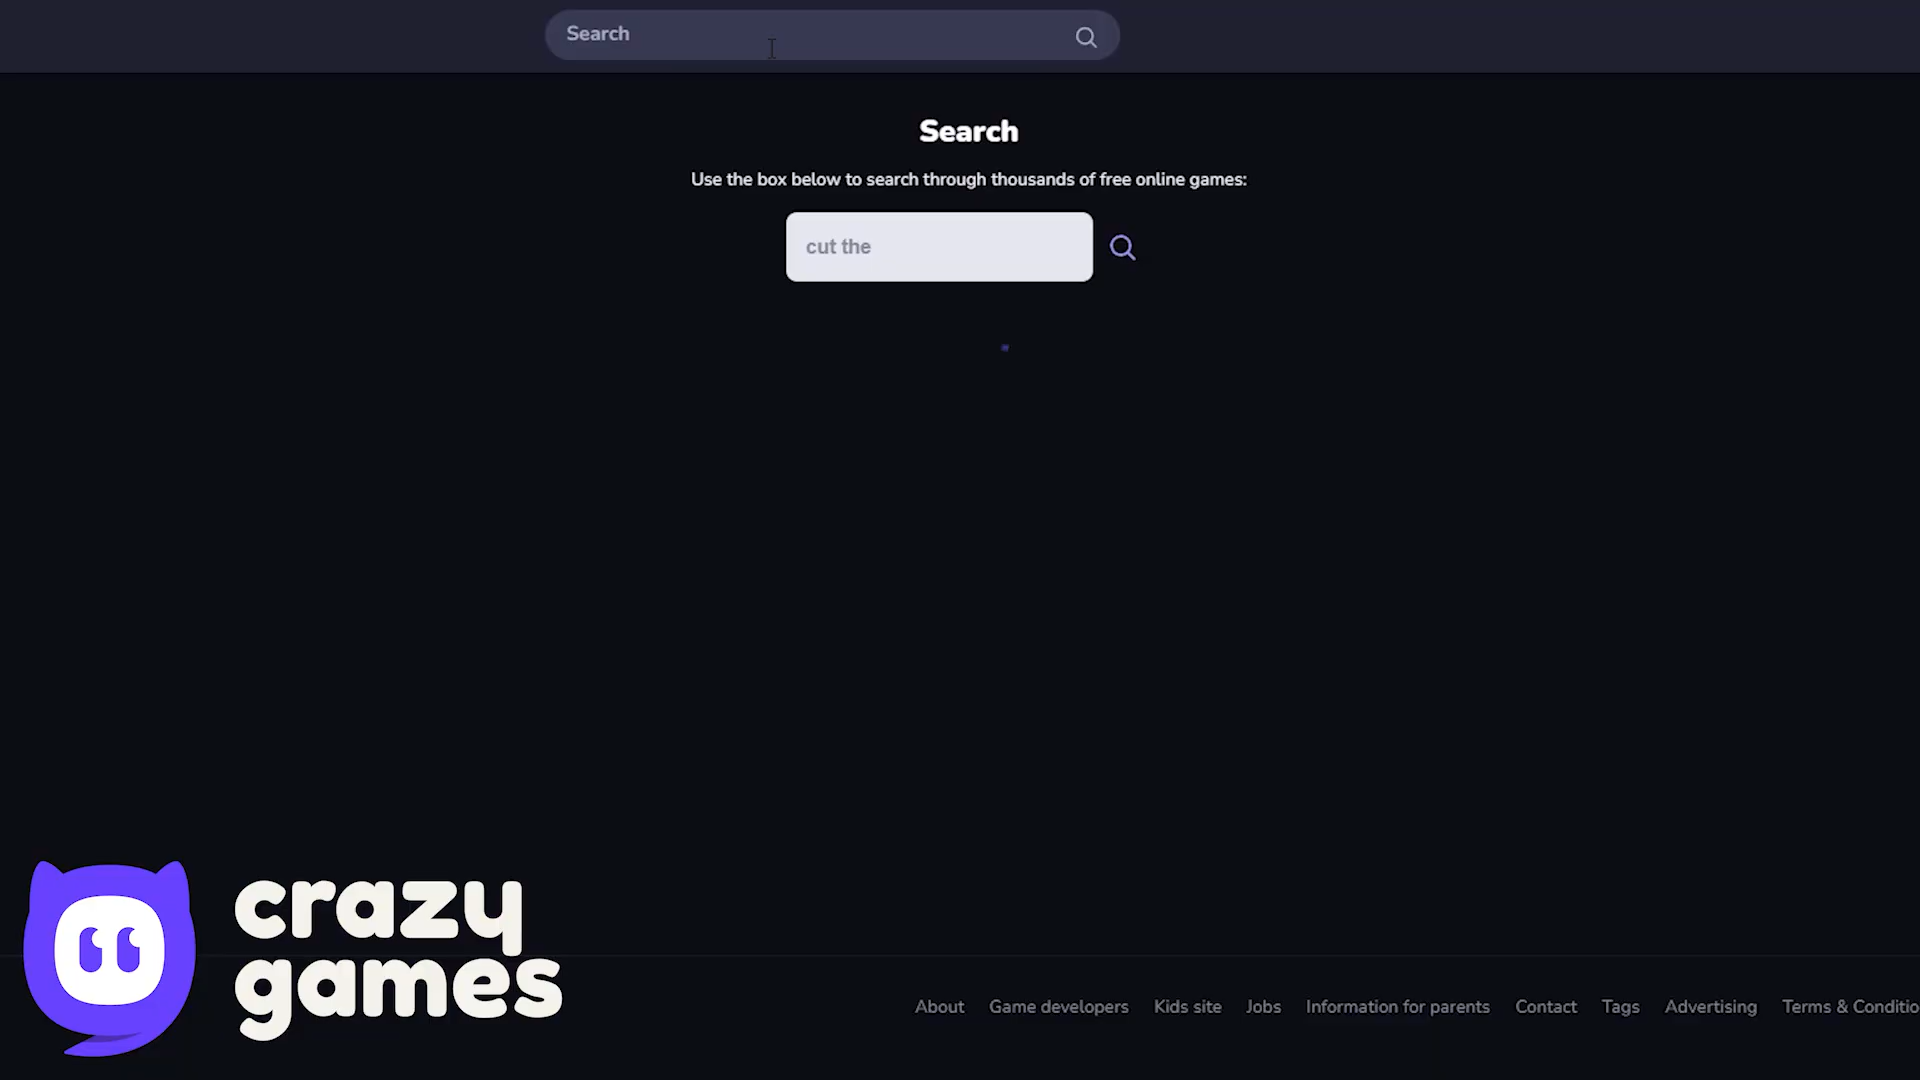 Search
Search
Use the box below to search through thousands of free online games:
cut the
crazy
games
About Game developers Kids site Jobs Information for parents Contact Tags Advertising Terms & Conditio